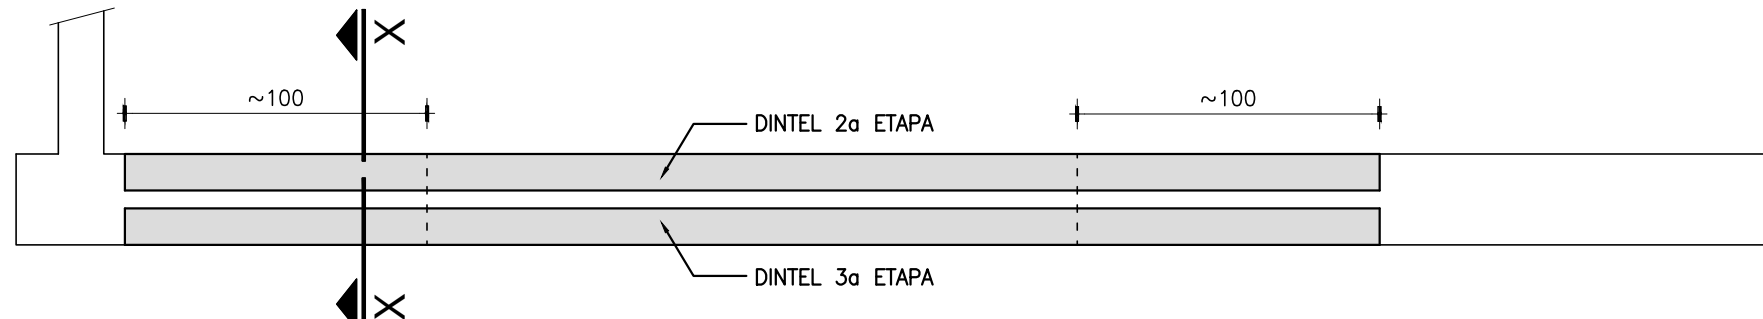 X
~100
~100
DINTEL 2a ETAPA
DINTEL 3a ETAPA
X